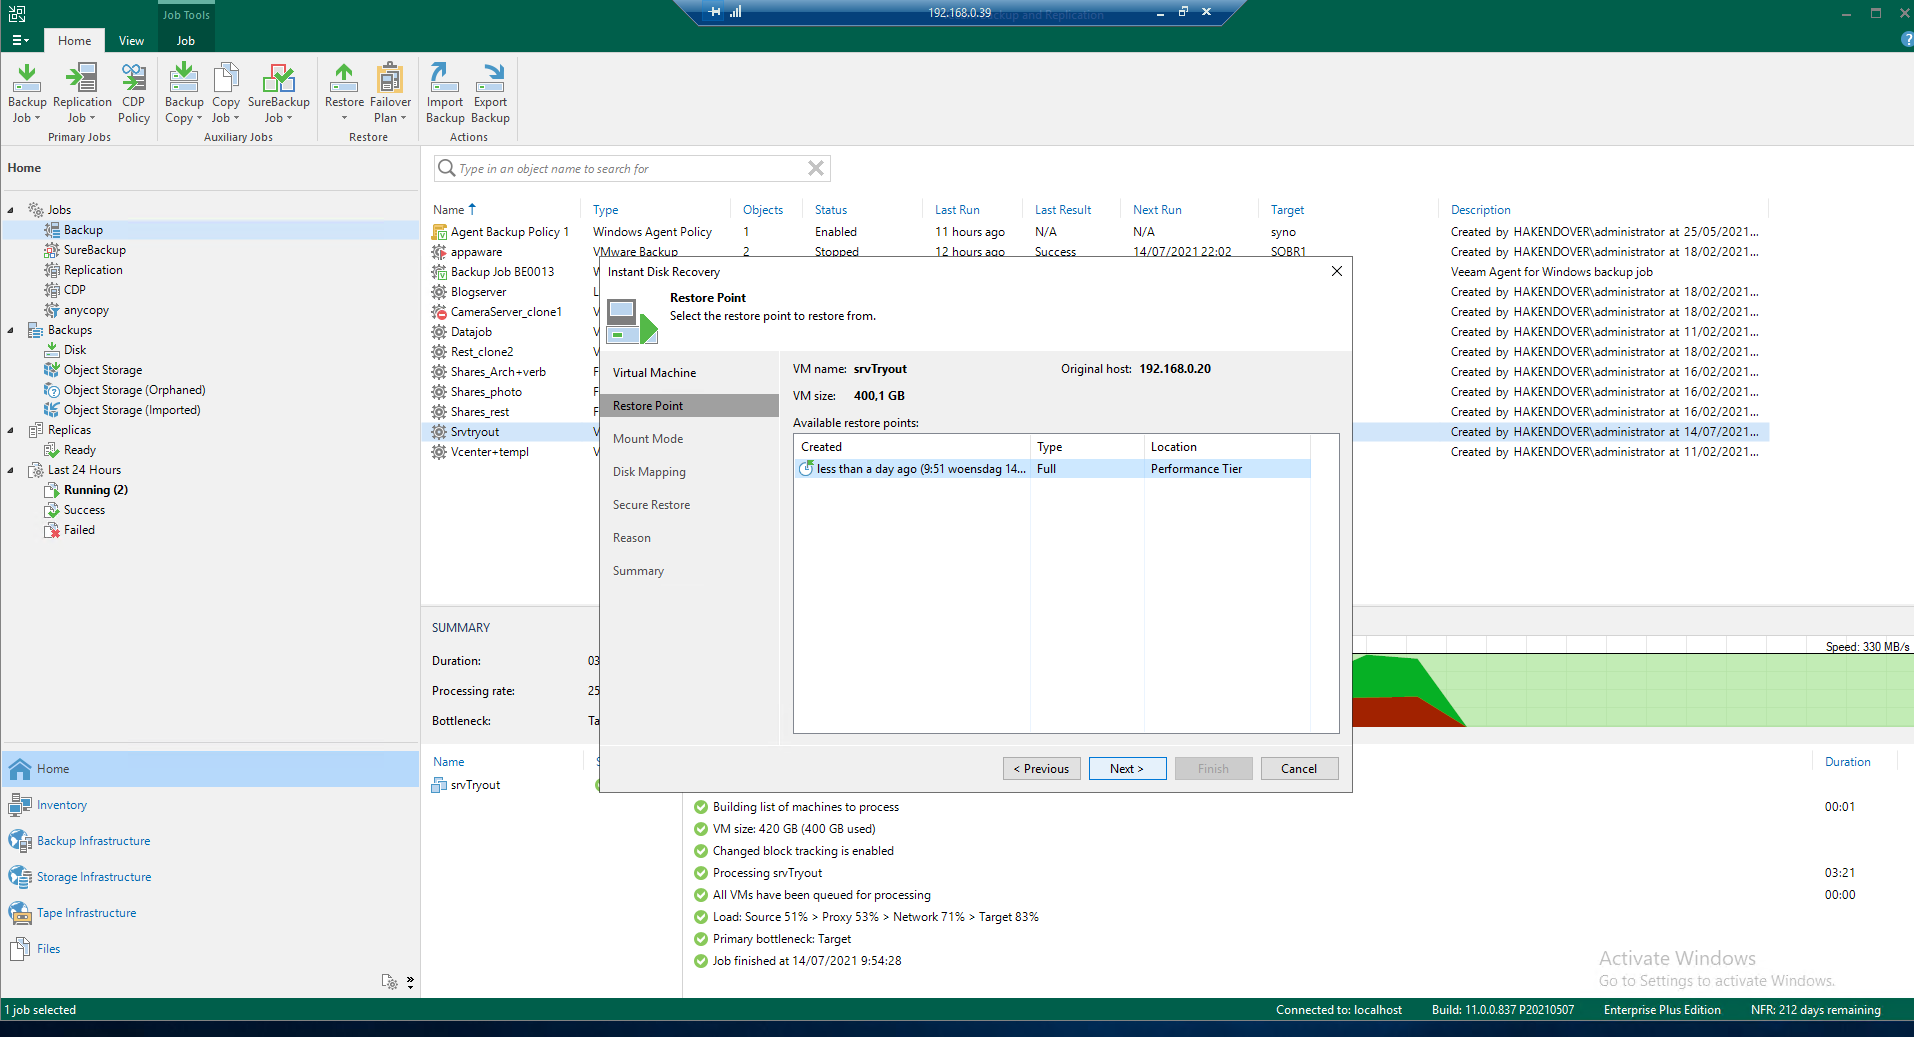 Job Tools
192.168.0.39
ckup and Replication
Home
View
Job
Backup Job
Replication Job
CDP Policy
Primary Jobs
Backup Copy
Copy Job
SureBackup Job
Auxiliary Jobs
Restore
Failover Plan
Restore
Import Backup
Export Backup
Actions
Home
Jobs
Backup
SureBackup
Replication
CDP
anycopy
Backups
Disk
Object Storage
Object Storage (Orphaned)
Object Storage (Imported)
Replicas
Ready
Last 24 Hours
Running (2)
Success
Failed
Home
Inventory
Backup Infrastructure
Storage Infrastructure
Tape Infrastructure
Files
Type in an object name to search for
Name Type Objects Status Last Run Last Result Next Run Target Description
Agent Backup Policy 1 Windows Agent Policy 1 Enabled 11 hours ago N/A N/A syno Created by HAKENDOVER\administrator at 25/05/2021...
appaware VMware Backup 2 Stopped 12 hours ago Success 14/07/2021 22:02 SOBR1 Created by HAKENDOVER\administrator at 18/02/2021...
Backup Job BE0013 W Veeam Agent for Windows backup job
Blogserver L Created by HAKENDOVER\administrator at 18/02/2021...
CameraServer_clone1 V Created by HAKENDOVER\administrator at 18/02/2021...
Datajob V Created by HAKENDOVER\administrator at 11/02/2021...
Rest_clone2 V Created by HAKENDOVER\administrator at 18/02/2021...
Shares_Arch+verb F Created by HAKENDOVER\administrator at 16/02/2021...
Shares_photo F Created by HAKENDOVER\administrator at 16/02/2021...
Shares_rest F Created by HAKENDOVER\administrator at 16/02/2021...
Srvtryout V Created by HAKENDOVER\administrator at 14/07/2021...
Vcenter+templ V Created by HAKENDOVER\administrator at 11/02/2021...
Instant Disk Recovery
Restore Point
Select the restore point to restore from.
Virtual Machine
Restore Point
Mount Mode
Disk Mapping
Secure Restore
Reason
Summary
VM name: srvTryout Original host: 192.168.0.20
VM size: 400,1 GB
Available restore points:
Created Type Location
less than a day ago (9:51 woensdag 14... Full Performance Tier
< Previous Next > Finish Cancel
SUMMARY
Duration: 03
Processing rate: 25
Bottleneck: Ta
Speed: 330 MB/s
Name S Duration
srvTryout
Building list of machines to process 00:01
VM size: 420 GB (400 GB used)
Changed block tracking is enabled
Processing srvTryout 03:21
All VMs have been queued for processing 00:00
Load: Source 51% > Proxy 53% > Network 71% > Target 83%
Primary bottleneck: Target
Job finished at 14/07/2021 9:54:28
Activate Windows
Go to Settings to activate Windows.
1 job selected
Connected to: localhost Build: 11.0.0.837 P20210507 Enterprise Plus Edition NFR: 212 days remaining